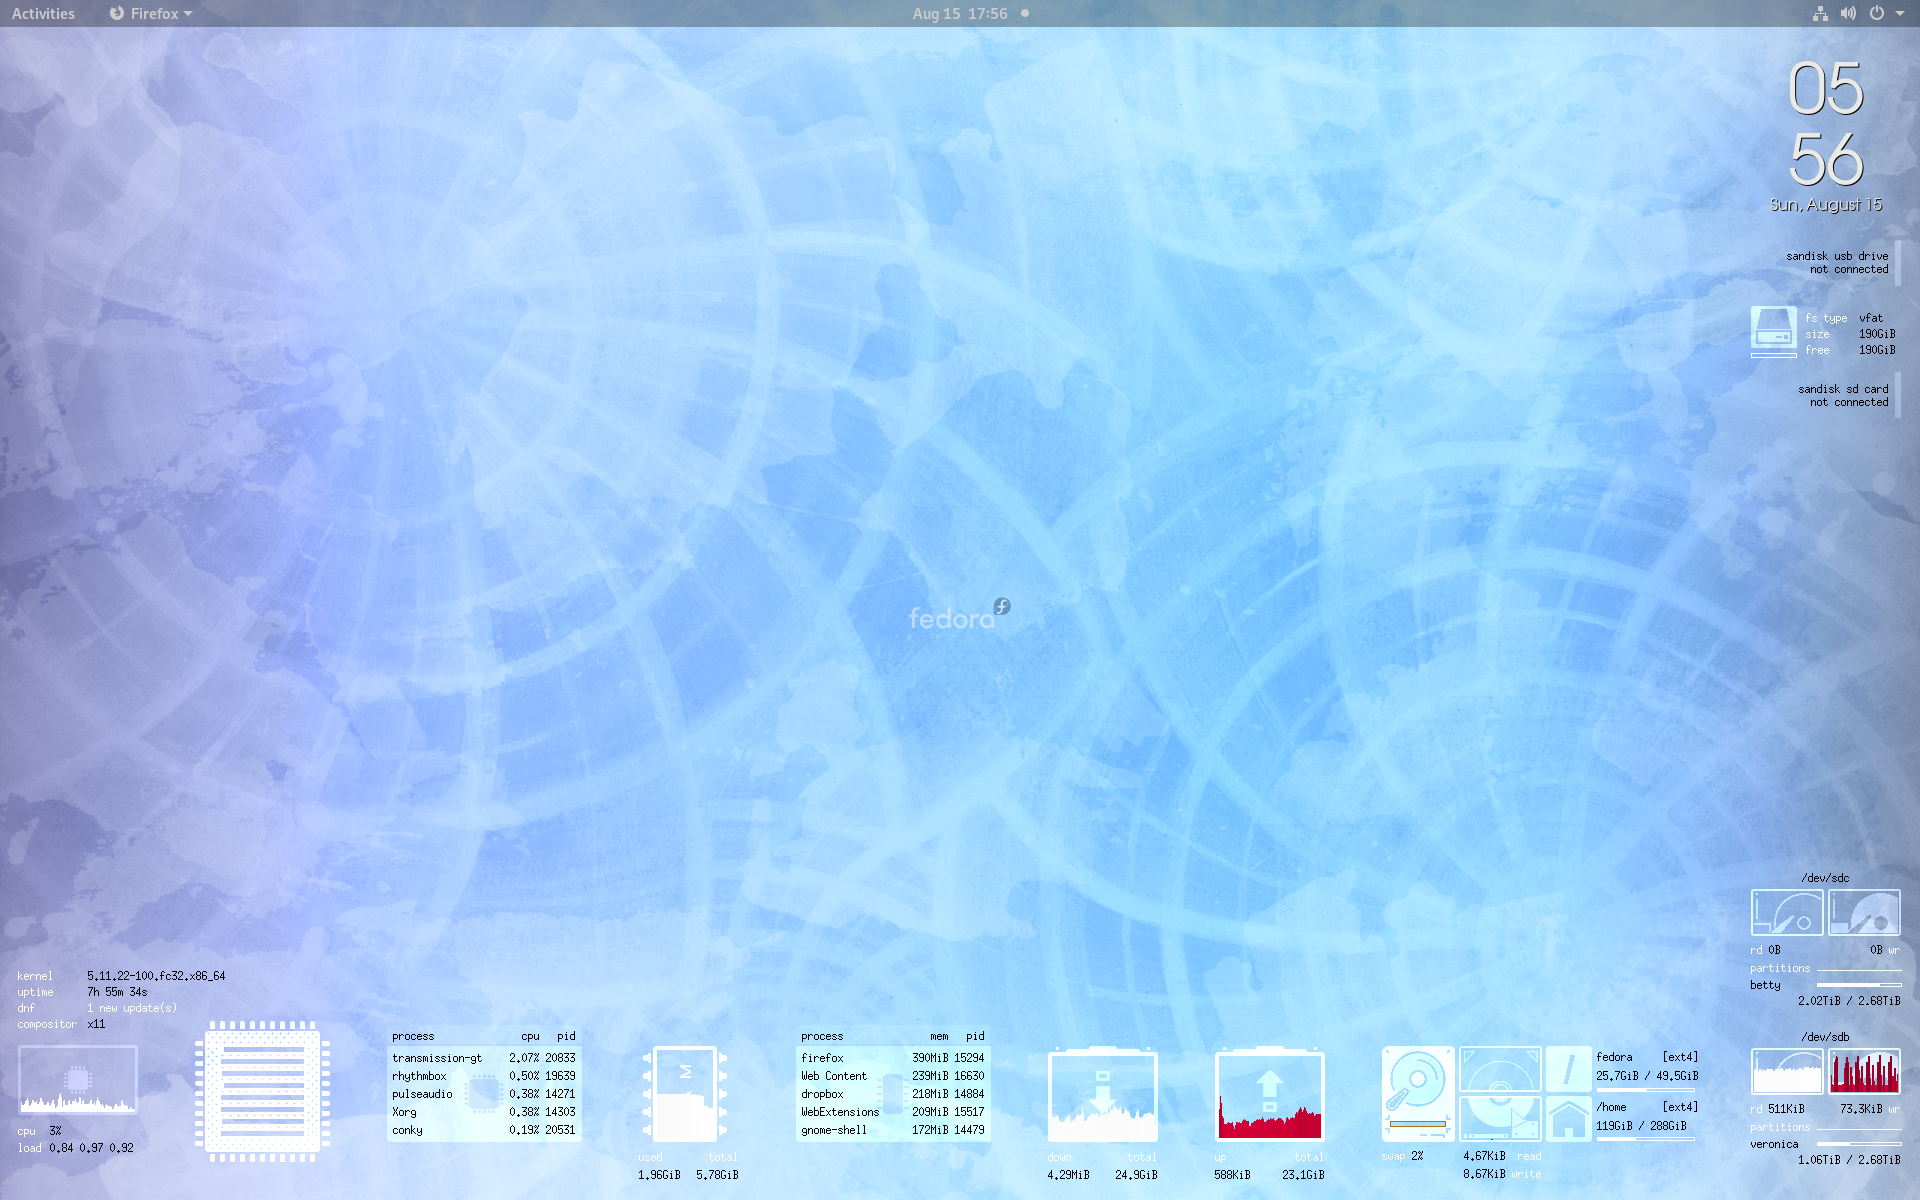 Activities Firefox Aug 15 17:56
05
56
Sun, August 15
sandisk usb drive
not connected
fs type vfat
size 190GiB
free 190GiB
sandisk sd card
not connected
fedora
/dev/sdc
rd 0B 0B wr
partitions
betty
2.02TiB / 2.68TiB
/dev/sdb
rd 511KiB 73.3KiB wr
partitions
veronica
1.06TiB / 2.68TiB
kernel 5.11.22-100.fc32.x86_64
uptime 7h 55m 34s
dnf 1 new update(s)
compositor x11
cpu 3%
load 0.84 0.97 0.92
process cpu pid
transmission-gt 2.07% 20833
rhythmbox 0.50% 19639
pulseaudio 0.38% 14271
Xorg 0.38% 14303
conky 0.19% 20531
M
used total
1.96GiB 5.78GiB
process mem pid
firefox 390MiB 15294
Web Content 239MiB 16630
dropbox 218MiB 14884
WebExtensions 209MiB 15517
gnome-shell 172MiB 14479
down total
4.29MiB 24.9GiB
up total
588KiB 23.1GiB
swap 2%
4.67KiB read
8.67KiB write
/
fedora [ext4]
25.7GiB / 49.5GiB
/home [ext4]
119GiB / 288GiB